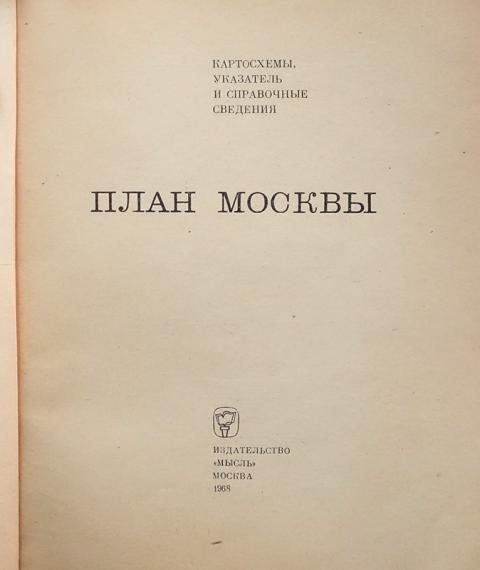 КАРТОСХЕМЫ,
УКАЗАТЕЛЬ
И СПРАВОЧНЫЕ
СВЕДЕНИЯ
ПЛАН МОСКВЫ
ИЗДАТЕЛЬСТВО
«МЫСЛЬ»
МОСКВА
1968